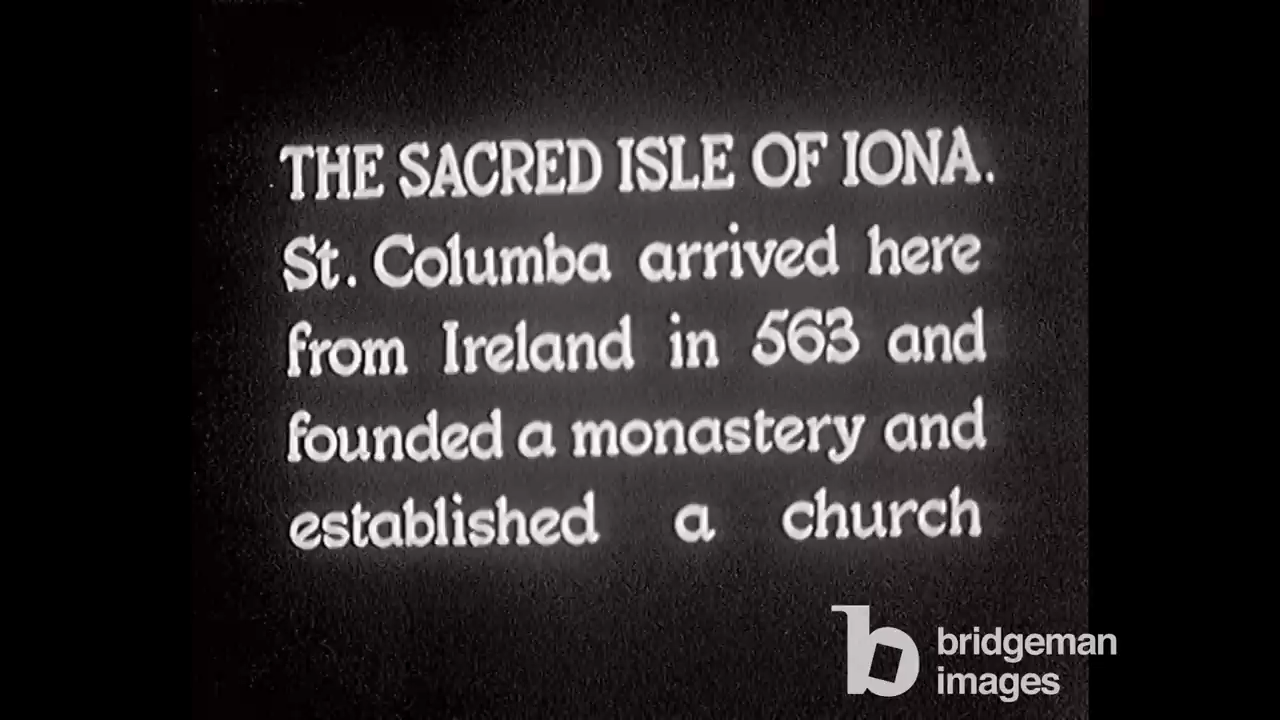 THE SACRED ISLE OF IONA.
St. Columba arrived here
from Ireland in 563 and
founded a monastery and
established a church
bridgeman
images